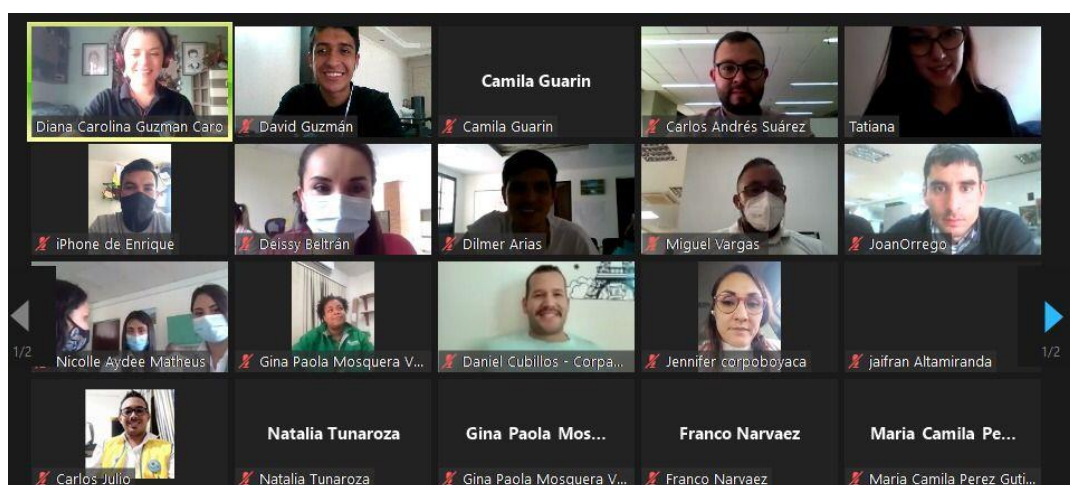 Camila Guarin
Diana Carolina Guzman Caro
David Guzmán
Camila Guarin
Carlos Andrés Suárez
Tatiana
iPhone de Enrique
Deissy Beltrán
Dilmer Arias
Miguel Vargas
JoanOrrego
1/2
Nicolle Aydee Matheus
Gina Paola Mosquera V...
Daniel Cubillos - Corpa...
Jennifer corpoboyaca
jaifran Altamiranda
1/2
Natalia Tunaroza
Gina Paola Mos...
Franco Narvaez
Maria Camila Pe...
Carlos Julio
Natalia Tunaroza
Gina Paola Mosquera V...
Franco Narvaez
Maria Camila Perez Guti...